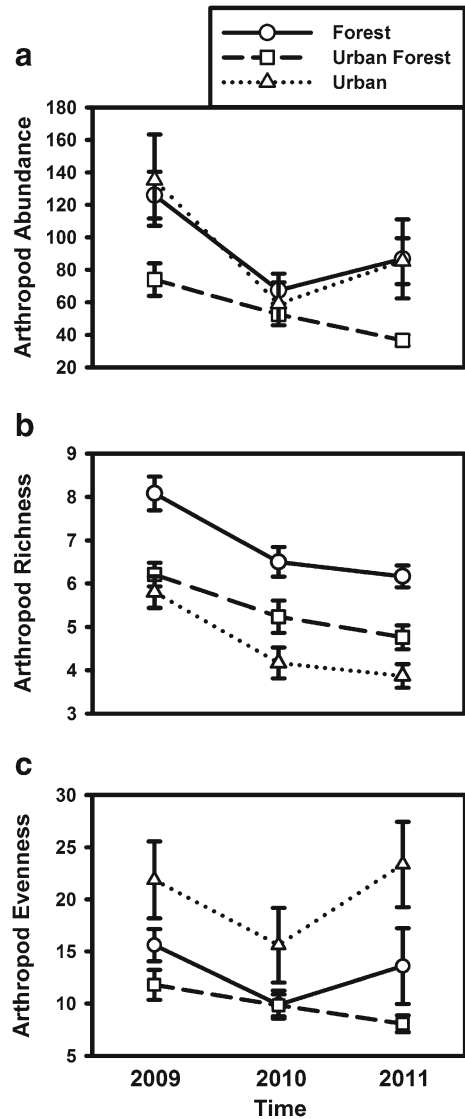 Forest
Urban Forest
Urban
a
180
160
140
120
100
80
60
40
20
Arthropod Abundance
b
9
8
7
6
5
4
3
Arthropod Richness
c
30
25
20
15
10
5
Arthropod Evenness
2009 2010 2011
Time